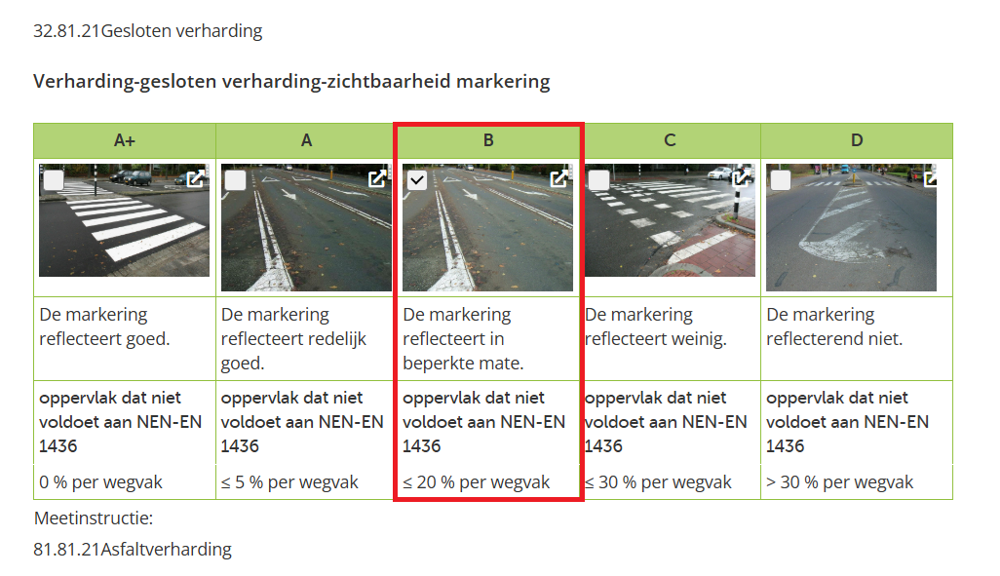 32.81.21Gesloten verharding
Verharding-gesloten verharding-zichtbaarheid markering
A+ A B C D
De markering reflecteert goed.
De markering reflecteert redelijk goed.
De markering reflecteert in beperkte mate.
De markering reflecteert weinig.
De markering reflecterend niet.
oppervlak dat niet voldoet aan NEN-EN 1436
oppervlak dat niet voldoet aan NEN-EN 1436
oppervlak dat niet voldoet aan NEN-EN 1436
oppervlak dat niet voldoet aan NEN-EN 1436
oppervlak dat niet voldoet aan NEN-EN 1436
0 % per wegvak
≤ 5 % per wegvak
≤ 20 % per wegvak
≤ 30 % per wegvak
> 30 % per wegvak
Meetinstructie:
81.81.21Asfaltverharding